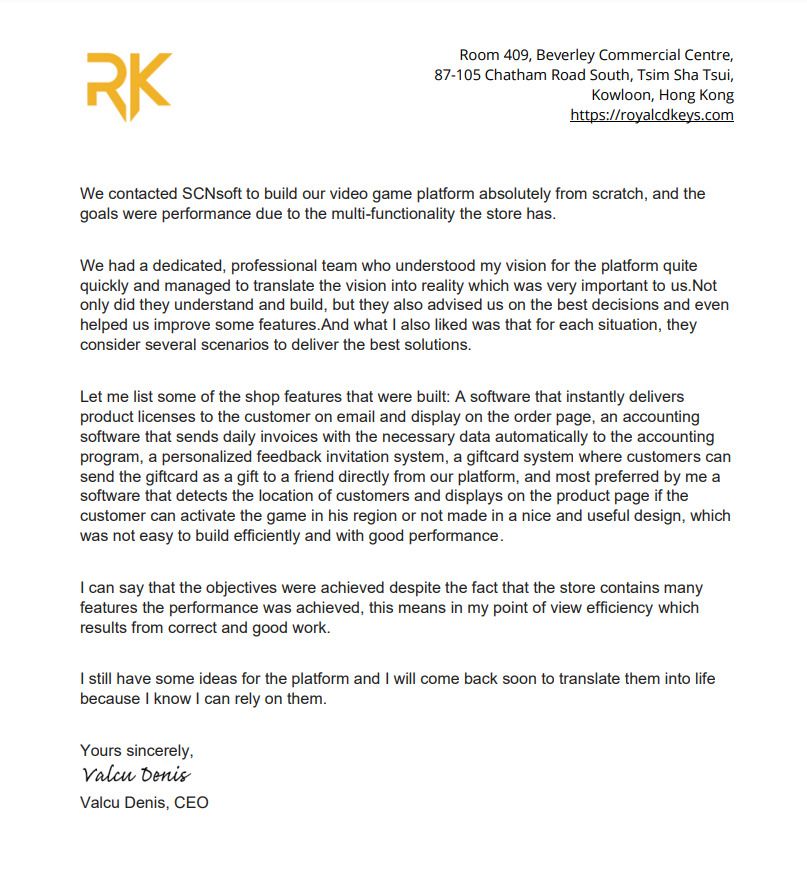 RK
Room 409, Beverley Commercial Centre,
87-105 Chatham Road South, Tsim Sha Tsui,
Kowloon, Hong Kong
https://royalcdkeys.com
We contacted SCNsoft to build our video game platform absolutely from scratch, and the
goals were performance due to the multi-functionality the store has.
We had a dedicated, professional team who understood my vision for the platform quite
quickly and managed to translate the vision into reality which was very important to us.Not
only did they understand and build, but they also advised us on the best decisions and even
helped us improve some features.And what I also liked was that for each situation, they
consider several scenarios to deliver the best solutions.
Let me list some of the shop features that were built: A software that instantly delivers
product licenses to the customer on email and display on the order page, an accounting
software that sends daily invoices with the necessary data automatically to the accounting
program, a personalized feedback invitation system, a giftcard system where customers can
send the giftcard as a gift to a friend directly from our platform, and most preferred by me a
software that detects the location of customers and displays on the product page if the
customer can activate the game in his region or not made in a nice and useful design, which
was not easy to build efficiently and with good performance.
I can say that the objectives were achieved despite the fact that the store contains many
features the performance was achieved, this means in my point of view efficiency which
results from correct and good work.
I still have some ideas for the platform and I will come back soon to translate them into life
because I know I can rely on them.
Yours sincerely,
Valcu Denis
Valcu Denis, CEO